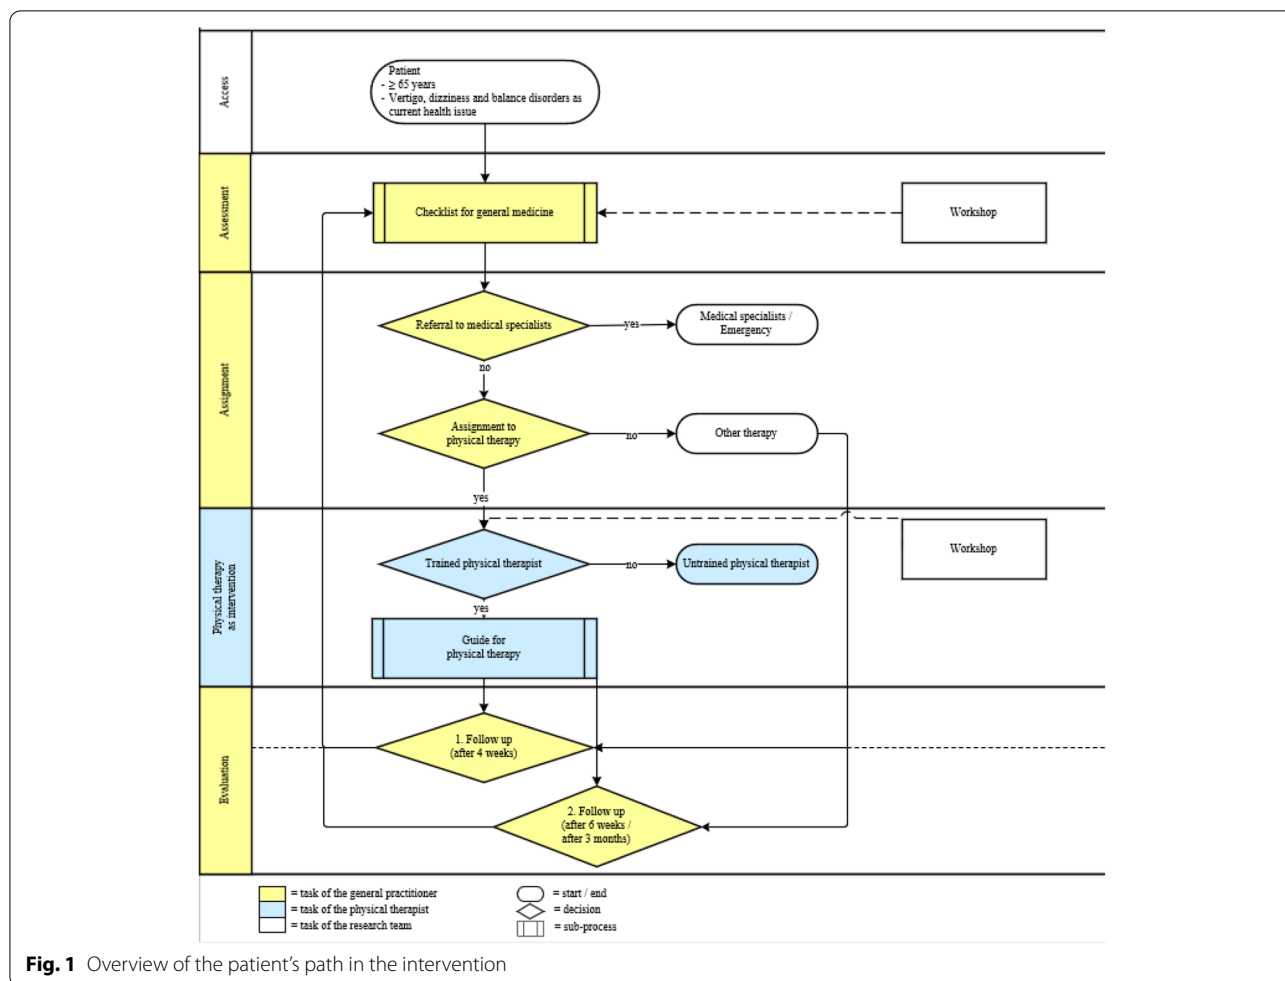 Access
Patient
- ≥ 65 years
- Vertigo, dizziness and balance disorders as
current health issue
Assessment
Checklist for general medicine
Workshop
Assignment
Referral to medical specialists
yes
Medical specialists /
Emergency
no
Assignment to
physical therapy
no
Other therapy
yes
Physical therapy
as intervention
Workshop
Trained physical therapist
no
Untrained physical therapist
yes
Guide for
physical therapy
Evaluation
1. Follow up
(after 4 weeks)
2. Follow up
(after 6 weeks /
after 3 months)
= task of the general practitioner
= task of the physical therapist
= task of the research team
= start / end
= decision
= sub-process
Fig. 1 Overview of the patient's path in the intervention